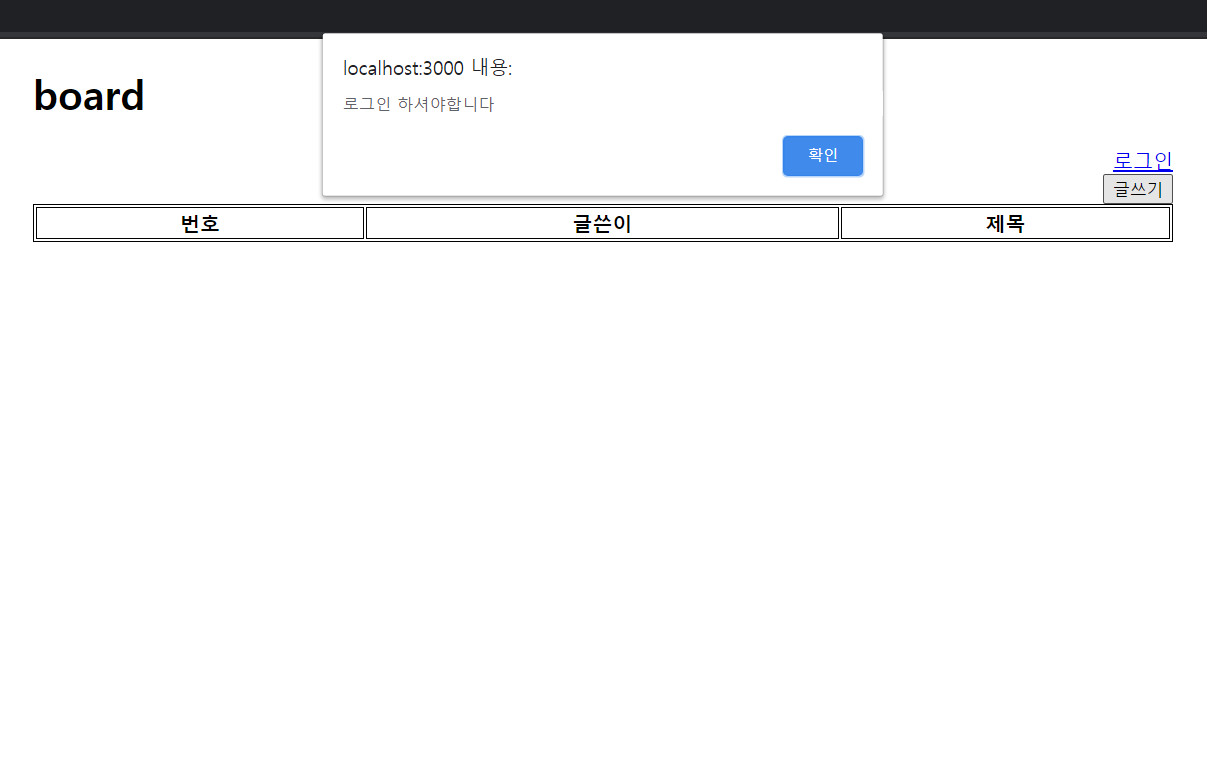 localhost:3000 내용:
로그인 하셔야합니다
확인
board
로그인
글쓰기
번호 글쓴이 제목